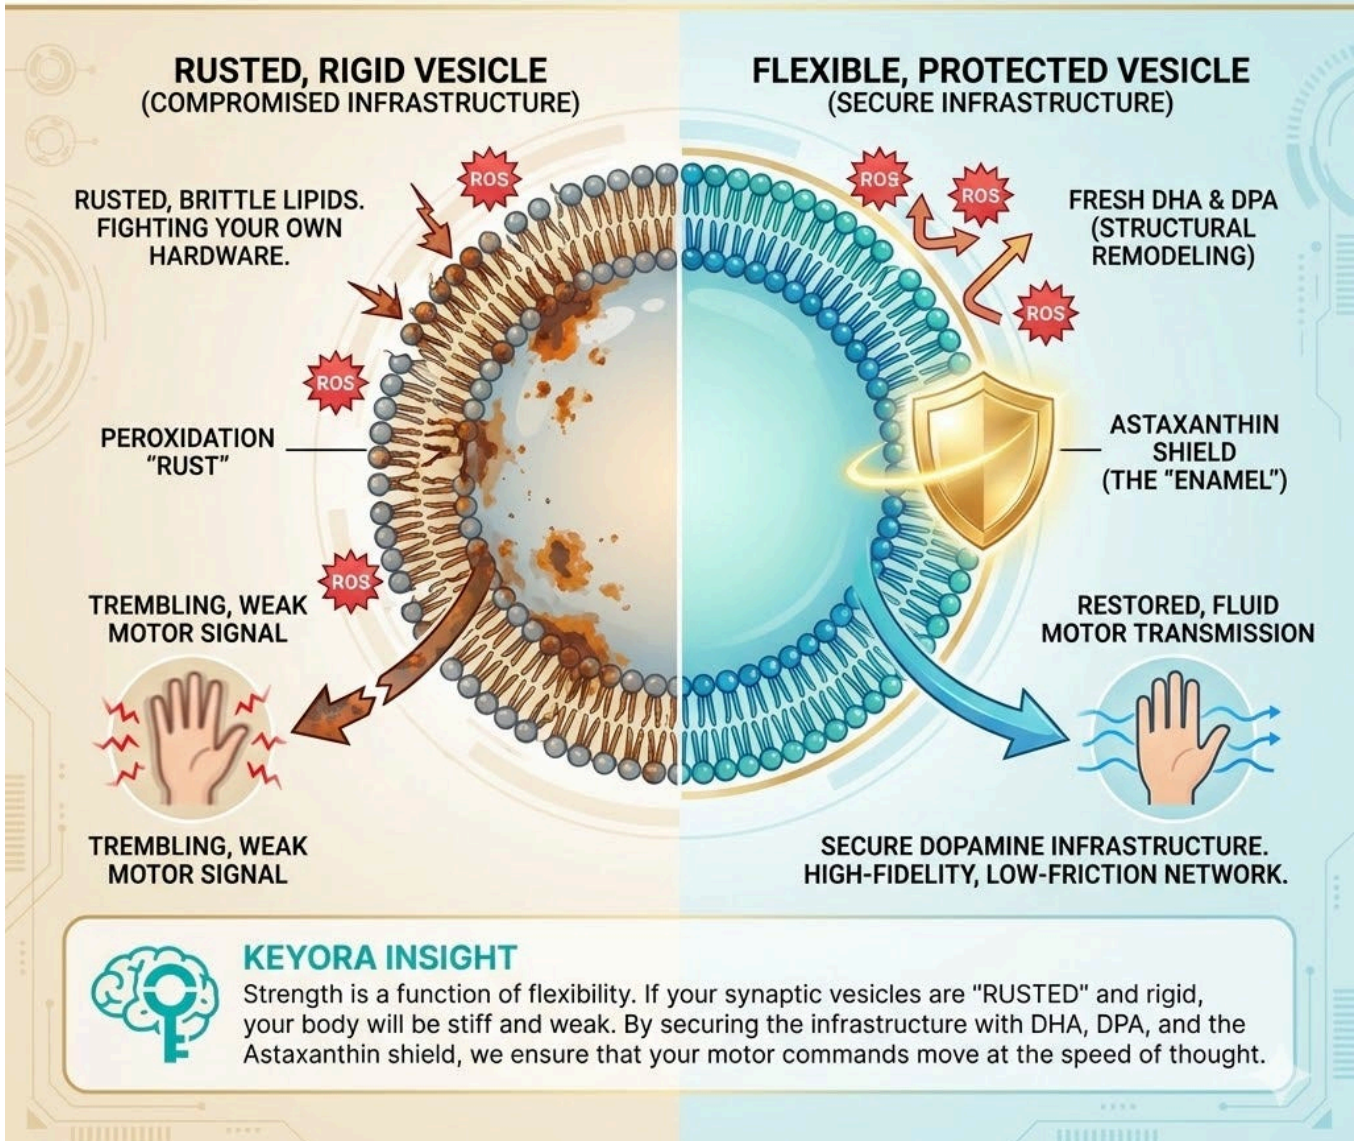 RUSTED, RIGID VESICLE
(COMPROMISED INFRASTRUCTURE)
FLEXIBLE, PROTECTED VESICLE
(SECURE INFRASTRUCTURE)
ROS
RUSTED, BRITTLE LIPIDS.
FIGHTING YOUR OWN
HARDWARE.
ROS
PEROXIDATION
"RUST"
ROS
TREMBLING, WEAK
MOTOR SIGNAL
TREMBLING, WEAK
MOTOR SIGNAL
ROS
ROS
FRESH DHA & DPA
(STRUCTURAL
REMODELING)
ROS
ASTAXANTHIN
SHIELD
(THE "ENAMEL")
RESTORED, FLUID
MOTOR TRANSMISSION
SECURE DOPAMINE INFRASTRUCTURE.
HIGH-FIDELITY, LOW-FRICTION NETWORK.
KEYORA INSIGHT
Strength is a function of flexibility. If your synaptic vesicles are "RUSTED" and rigid,
your body will be stiff and weak. By securing the infrastructure with DHA, DPA, and the
Astaxanthin shield, we ensure that your motor commands move at the speed of thought.